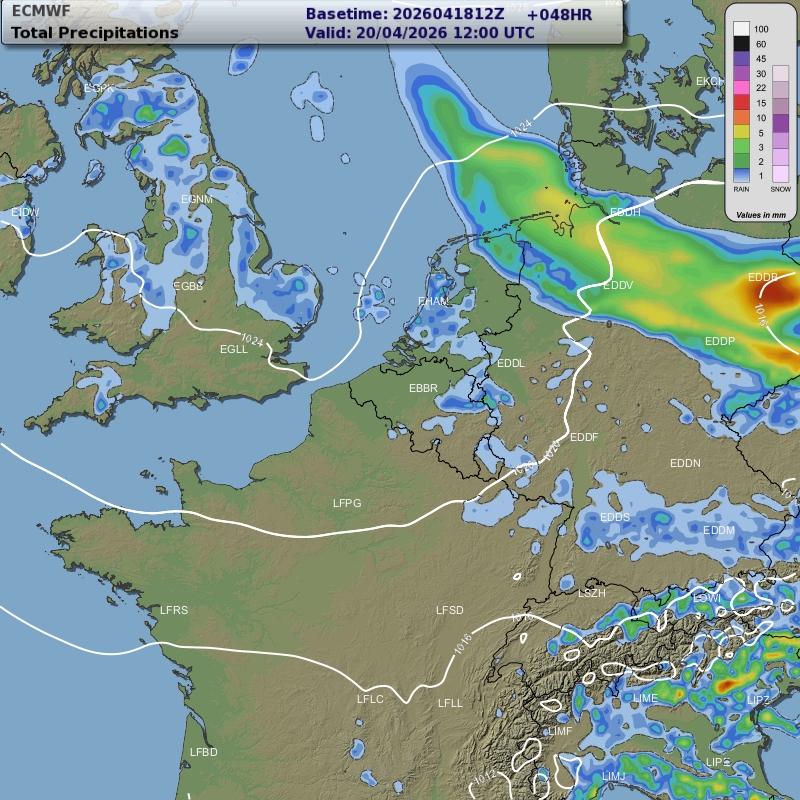 ECMWF
Basetime: 2026041812Z +048HR
Total Precipitations
Valid: 20/04/2026 12:00 UTC
100
60
45
30
22
15
10
5
3
2
1
RAIN
SNOW
Values in mm
EGPK
EKCH
1024
EIDW
EGNM
EDDH
EGBB
EHAM
EDDV
EDDB
1016
1024
EGLL
EDDP
EDDL
EBBR
EDDF
1020
EDDN
LFPG
EDDS
EDDM
LSZH
LOWI
LFRS
LFSD
1016
LFLC
LFLL
LIME
LIPZ
LIMF
LFBD
LIPE
1012
LIMJ